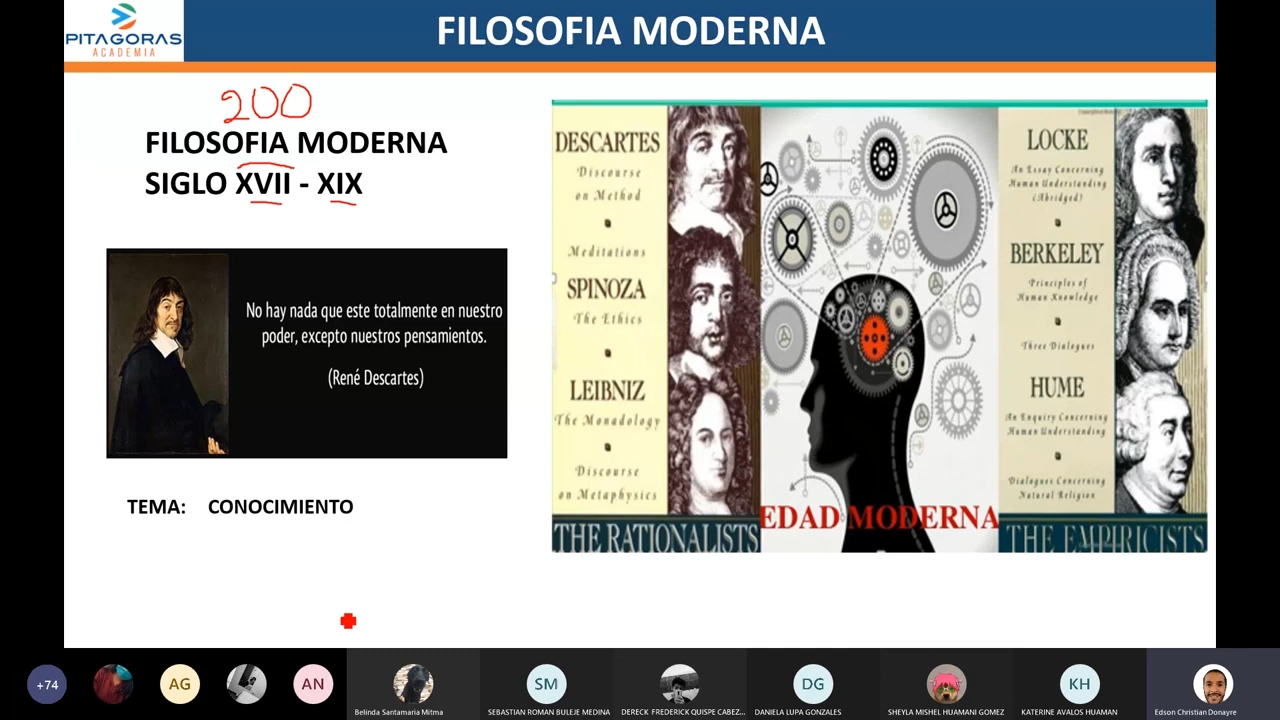 PITAGORAS
ACADEMIA
FILOSOFIA MODERNA
200
FILOSOFIA MODERNA
SIGLO XVII - XIX
No hay nada que este totalmente en nuestro
poder, excepto nuestros pensamientos.
(René Descartes)
TEMA: CONOCIMIENTO
DESCARTES
Discourse
on Method
Meditations
SPINOZA
The Ethics
LEIBNIZ
The Monadology
Discourse
on Metaphysics
THE RATIONALISTS
EDAD MODERNA
LOCKE
An Essay Concerning
Human Understanding
(Abridged)
BERKELEY
Principles of
Human Knowledge
Three Dialogues
HUME
An Enquiry Concerning
Human Understanding
Dialogues Concerning
Natural Religion
THE EMPIRICISTS
+74
AG
AN
Belinda Santamaria Mitma
SM
SEBASTIAN ROMAN BULEJE MEDINA
DERECK FREDERICK QUISPE CABEZ...
DG
DANIELA LUPA GONZALES
SHEYLA MISHEL HUAMANI GOMEZ
KH
KATERINE AVALOS HUAMAN
Edson Christian Donayre